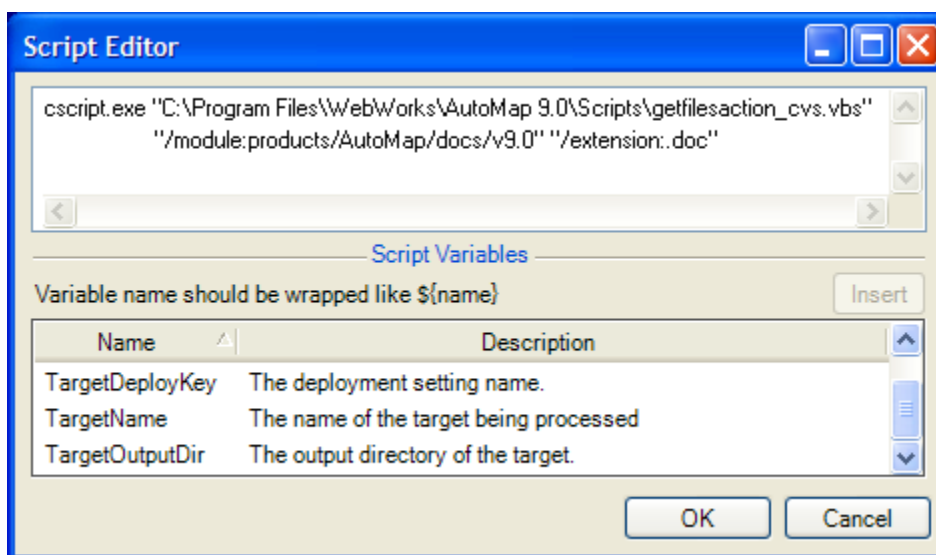 Script Editor
cscript.exe "C:\Program Files\WebWorks\AutoMap 9.0\Scripts\getfilesaction_cvs.vbs"
"/module:products/AutoMap/docs/v9.0" "/extension:.doc"
Script Variables
Variable name should be wrapped like ${name}
Insert
Name Description
TargetDeployKey The deployment setting name.
TargetName The name of the target being processed
TargetOutputDir The output directory of the target.
OK Cancel